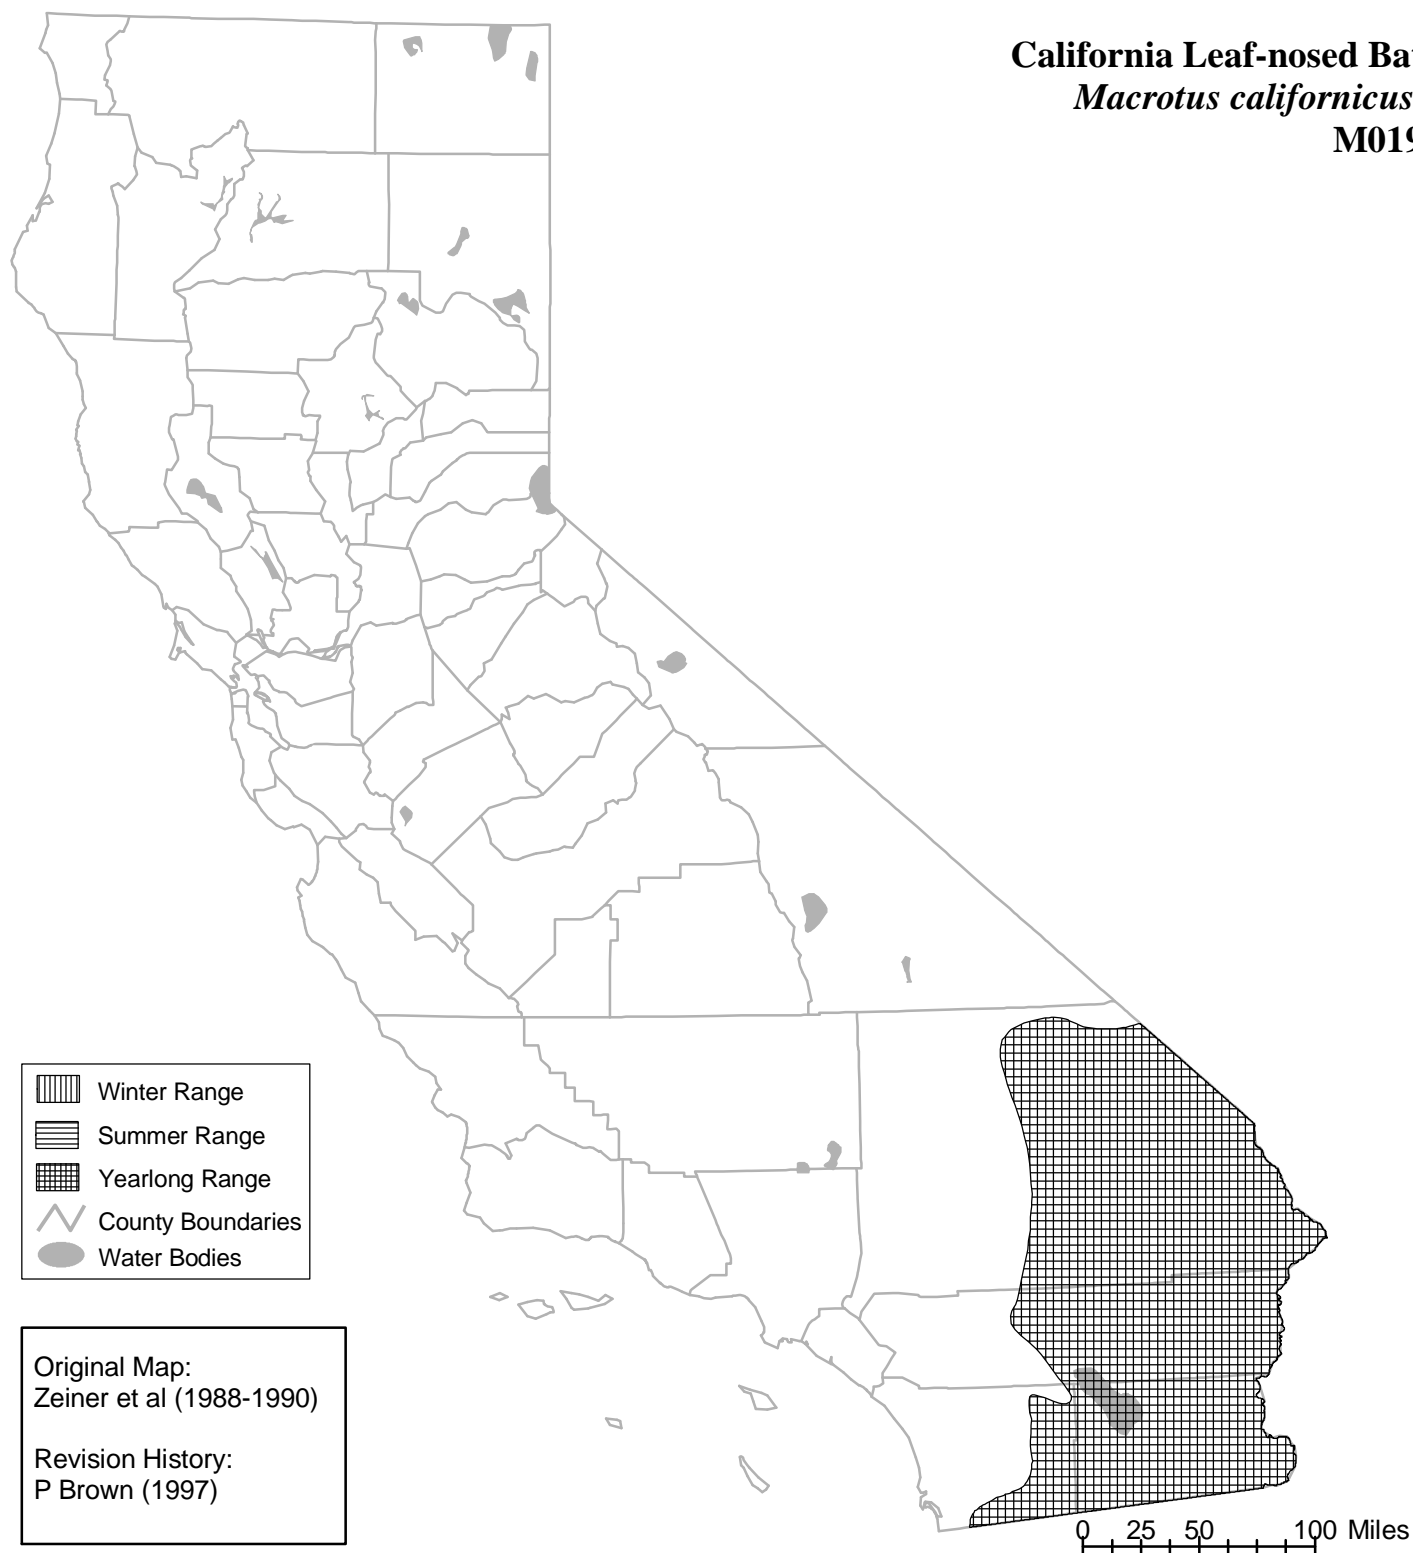 California Leaf-nosed Bat
Macrotus californicus
M019
Winter Range
Summer Range
Yearlong Range
County Boundaries
Water Bodies
Original Map:
Zeiner et al (1988-1990)
Revision History:
P Brown (1997)
0 25 50 100 Miles